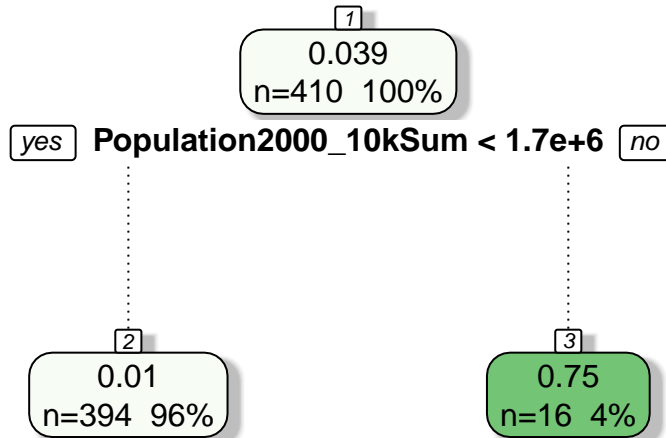 1
0.039
n=410 100%
yes Population2000_10kSum < 1.7e+6 no
2
3
0.01
0.75
n=394 96%
n=16 4%